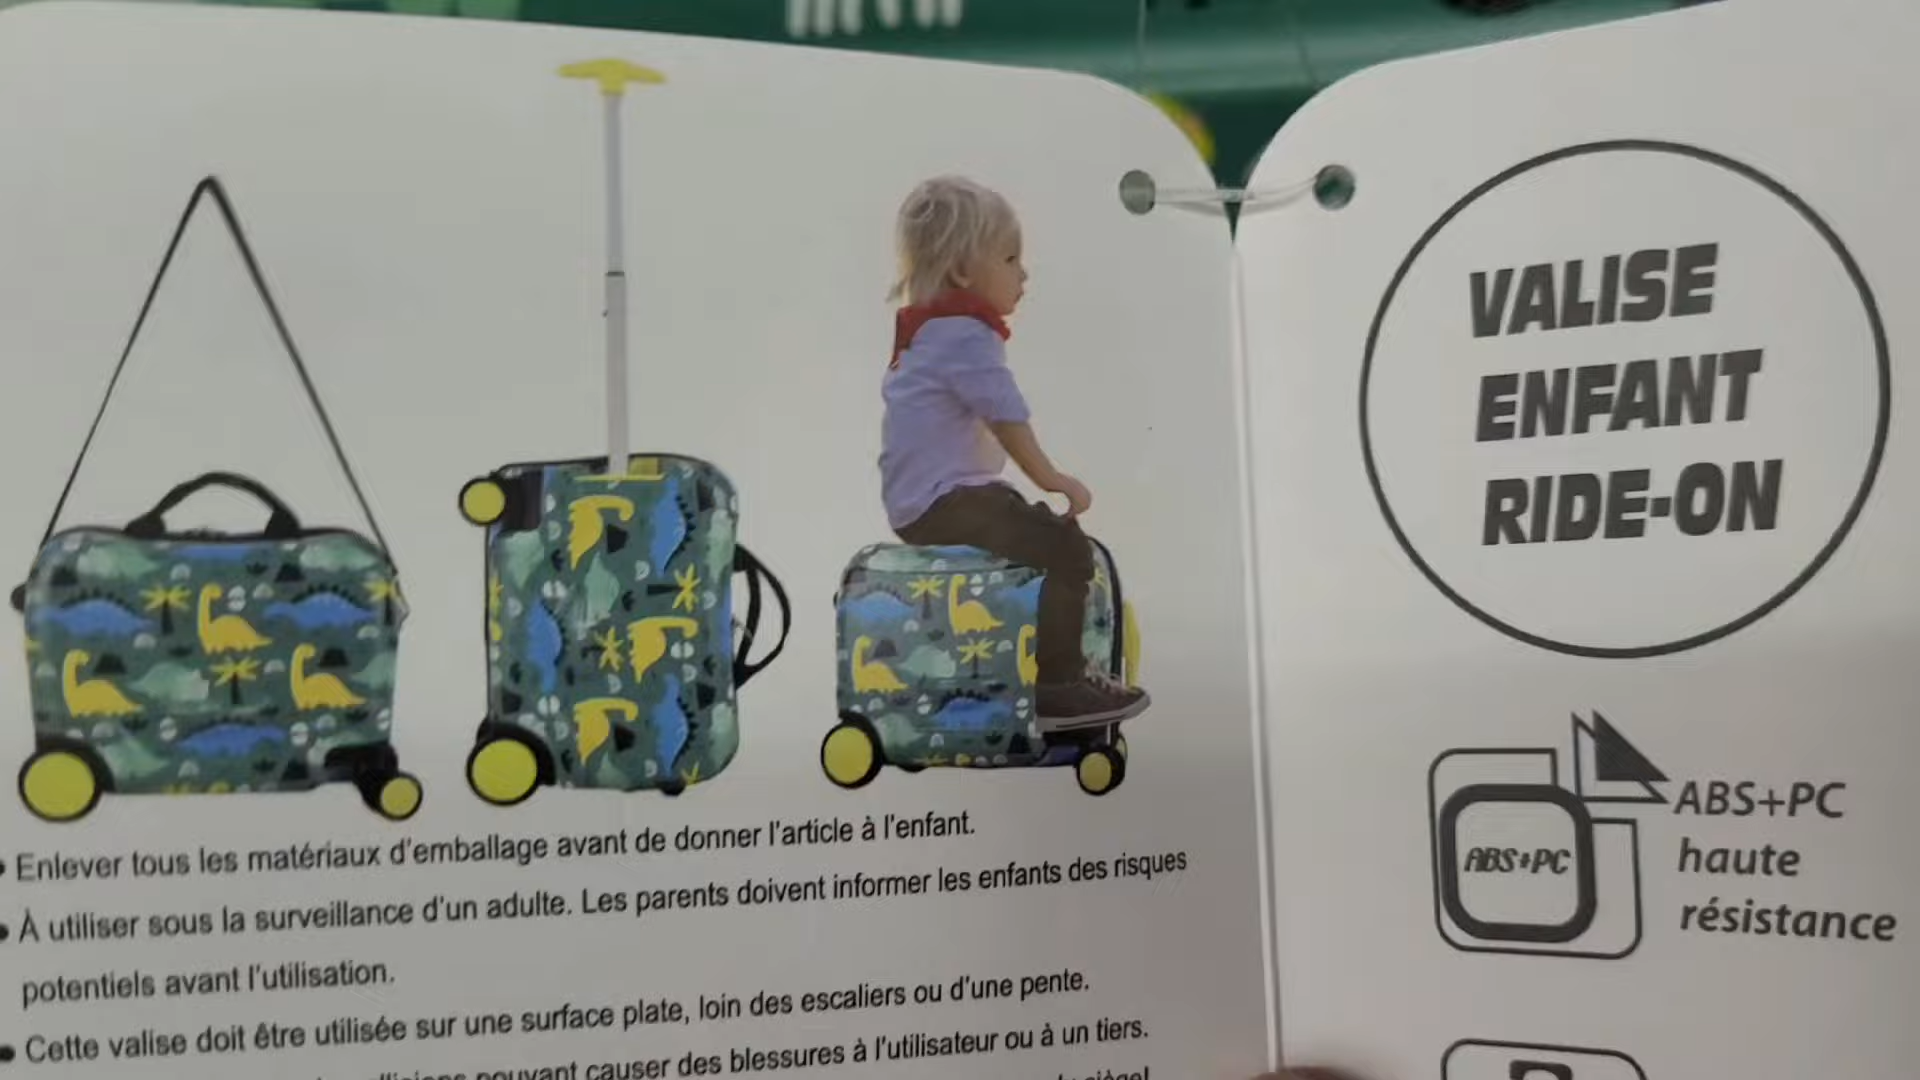 • Enlever tous les matériaux d'emballage avant de donner l'article à l'enfant.
• À utiliser sous la surveillance d'un adulte. Les parents doivent informer les enfants des risques
potentiels avant l'utilisation.
• Cette valise doit être utilisée sur une surface plate, loin des escaliers ou d'une pente.
pouvant causer des blessures à l'utilisateur ou à un tiers.
VALISE
ENFANT
RIDE-ON
ABS+PC
ABS+PC
haute
résistance